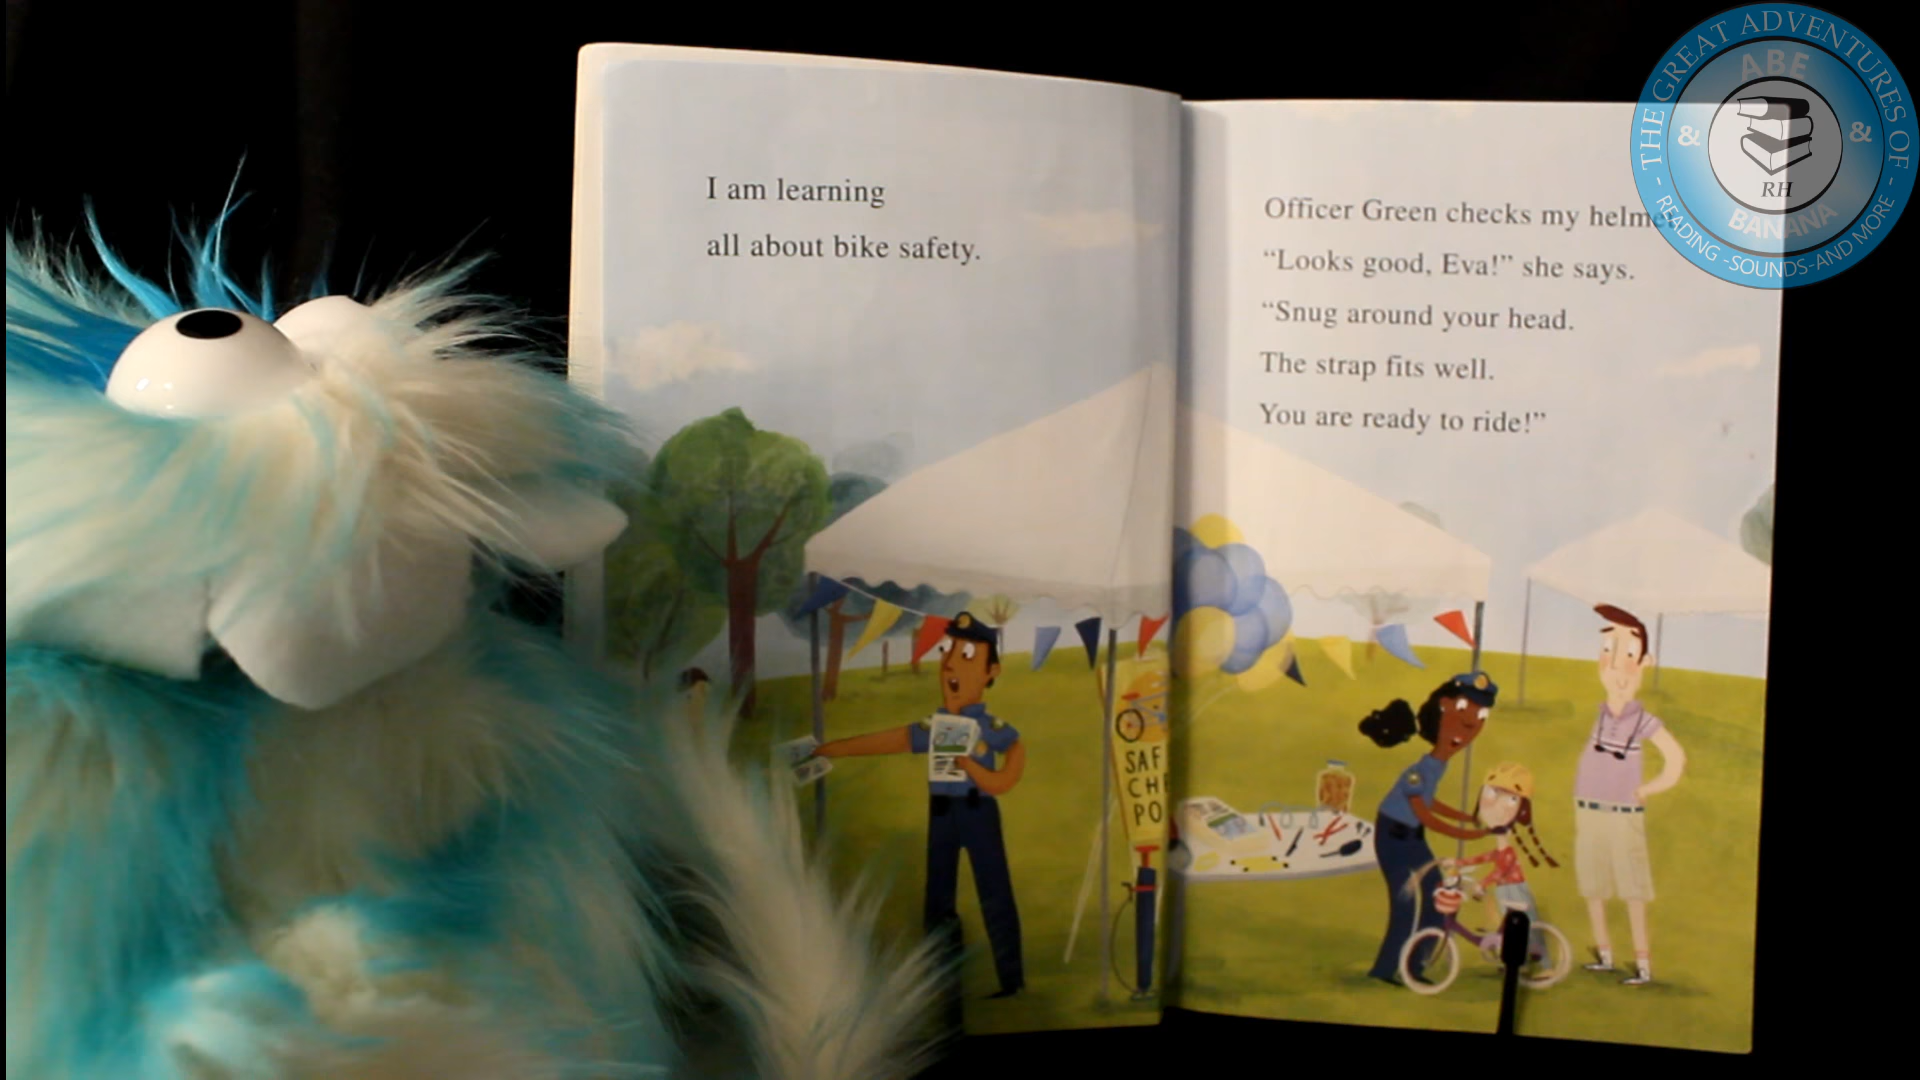 I am learning
all about bike safety.
Officer Green checks my
“Looks good, Eva!” she says.
“Snug around your head.
The strap fits well.
You are ready to ride!”
SAF
CH
PO
THE GREAT ADVENTURES OF
ABE
& &
RH
BANANA
- READING -SOUNDS-AND MORE -